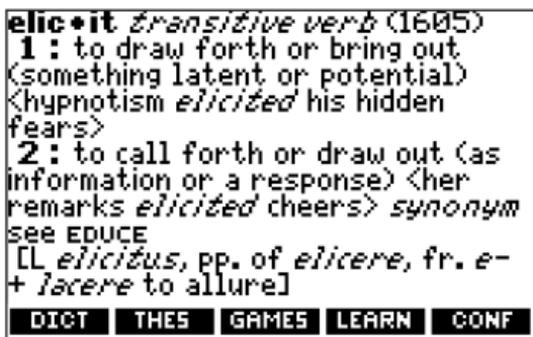 elic•it transitive verb (1605)
1 : to draw forth or bring out
(something latent or potential)
<hypnotism elicited his hidden
fears>
2 : to call forth or draw out (as
information or a response) <her
remarks elicited cheers> synonym
see EDUCE
[L elicitus, pp. of elicere, fr. e-
+ lacere to allure]
DICT THES GAMES LEARN CONF